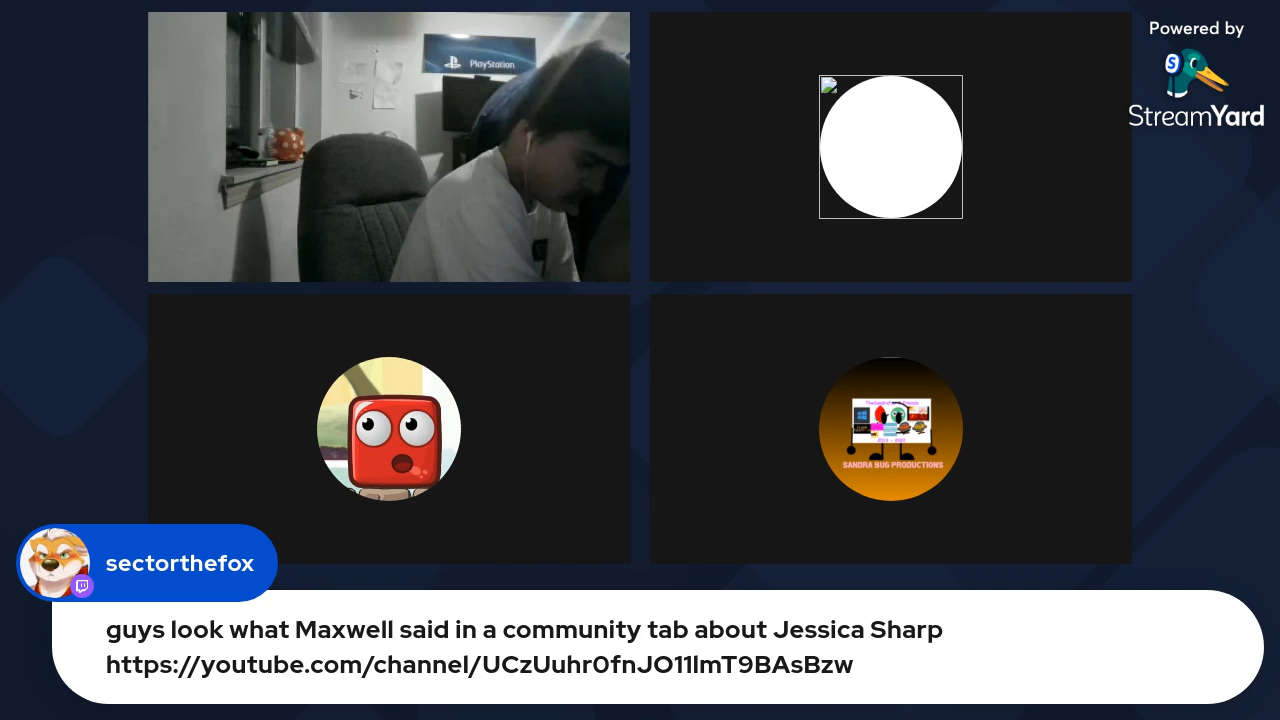 Powered by
StreamYard
PlayStation
SANDRA BUG PRODUCTIONS
sectorthefox
guys look what Maxwell said in a community tab about Jessica Sharp
https://youtube.com/channel/UCzUuhr0fnJO11lmT9BAsBzw